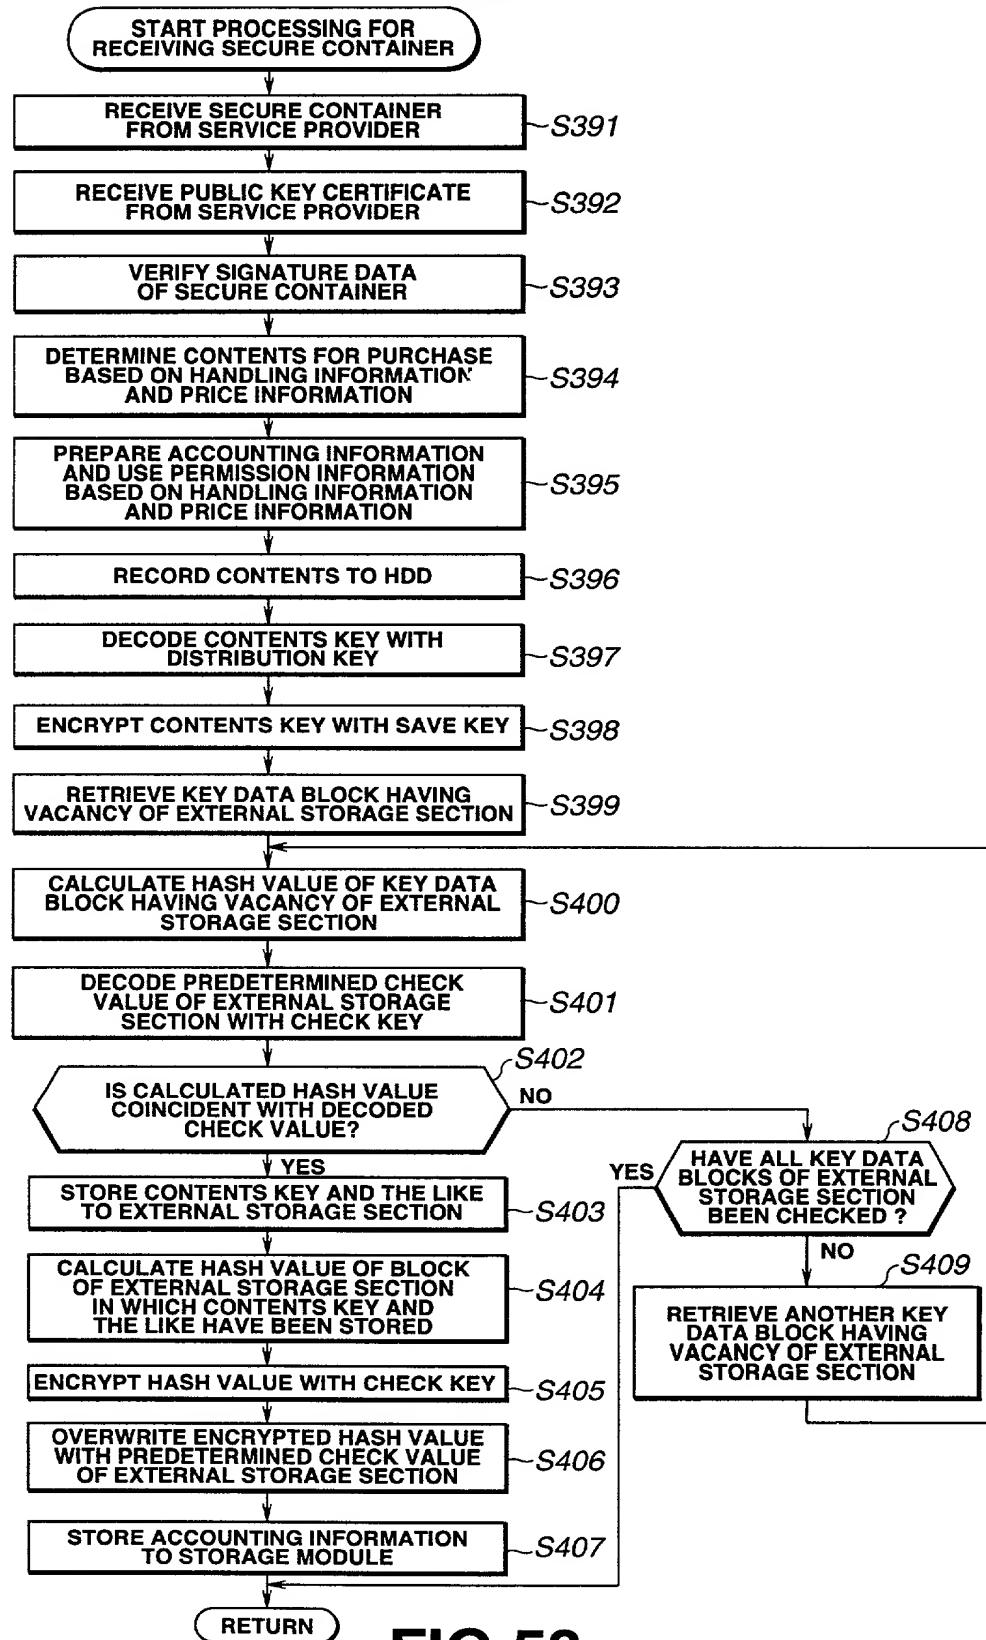 START PROCESSING FOR
RECEIVING SECURE CONTAINER
RECEIVE SECURE CONTAINER
FROM SERVICE PROVIDER
S391
RECEIVE PUBLIC KEY CERTIFICATE
FROM SERVICE PROVIDER
S392
VERIFY SIGNATURE DATA
OF SECURE CONTAINER
S393
DETERMINE CONTENTS FOR PURCHASE
BASED ON HANDLING INFORMATION
AND PRICE INFORMATION
S394
PREPARE ACCOUNTING INFORMATION
AND USE PERMISSION INFORMATION
BASED ON HANDLING INFORMATION
AND PRICE INFORMATION
S395
RECORD CONTENTS TO HDD
S396
DECODE CONTENTS KEY WITH
DISTRIBUTION KEY
S397
ENCRYPT CONTENTS KEY WITH SAVE KEY
S398
RETRIEVE KEY DATA BLOCK HAVING
VACANCY OF EXTERNAL STORAGE SECTION
S399
CALCULATE HASH VALUE OF KEY DATA
BLOCK HAVING VACANCY OF EXTERNAL
STORAGE SECTION
S400
DECODE PREDETERMINED CHECK
VALUE OF EXTERNAL STORAGE
SECTION WITH CHECK KEY
S401
S402
IS CALCULATED HASH VALUE
COINCIDENT WITH DECODED
CHECK VALUE?
NO
YES
STORE CONTENTS KEY AND THE LIKE
TO EXTERNAL STORAGE SECTION
S403
CALCULATE HASH VALUE OF BLOCK
OF EXTERNAL STORAGE SECTION
IN WHICH CONTENTS KEY AND
THE LIKE HAVE BEEN STORED
S404
ENCRYPT HASH VALUE WITH CHECK KEY
S405
OVERWRITE ENCRYPTED HASH VALUE
WITH PREDETERMINED CHECK VALUE
OF EXTERNAL STORAGE SECTION
S406
STORE ACCOUNTING INFORMATION
TO STORAGE MODULE
S407
RETURN
S408
HAVE ALL KEY DATA
BLOCKS OF EXTERNAL
STORAGE SECTION
BEEN CHECKED ?
YES
NO
S409
RETRIEVE ANOTHER KEY
DATA BLOCK HAVING
VACANCY OF EXTERNAL
STORAGE SECTION